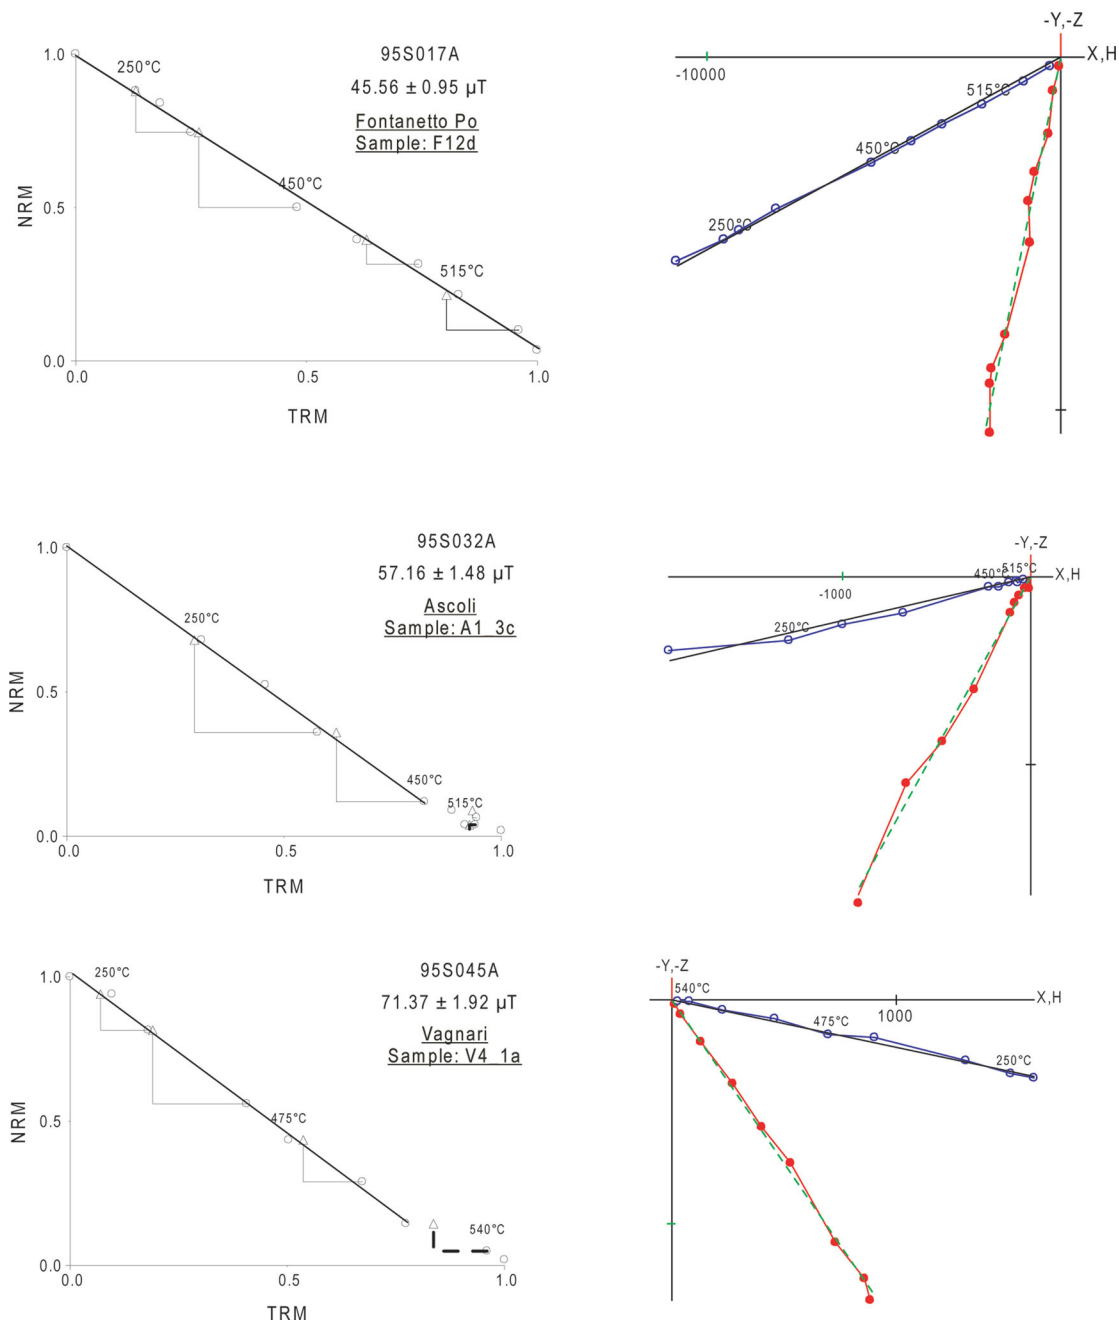 95S017A
45.56 ± 0.95 µT
Fontanetto Po
Sample: F12d
1.0
0.5
0.0
NRM
250°C
450°C
515°C
0.0
0.5
1.0
TRM
-Y,-Z
X,H
-10000
515°C
450°C
250°C
95S032A
57.16 ± 1.48 µT
Ascoli
Sample: A1_3c
1.0
0.5
0.0
NRM
250°C
450°C
515°C
0.0
0.5
1.0
TRM
-Y,-Z
450°C
515°C
X,H
-1000
250°C
95S045A
71.37 ± 1.92 µT
Vagnari
Sample: V4_1a
1.0
0.5
0.0
NRM
250°C
475°C
540°C
0.0
0.5
1.0
TRM
-Y,-Z
540°C
X,H
475°C
1000
250°C